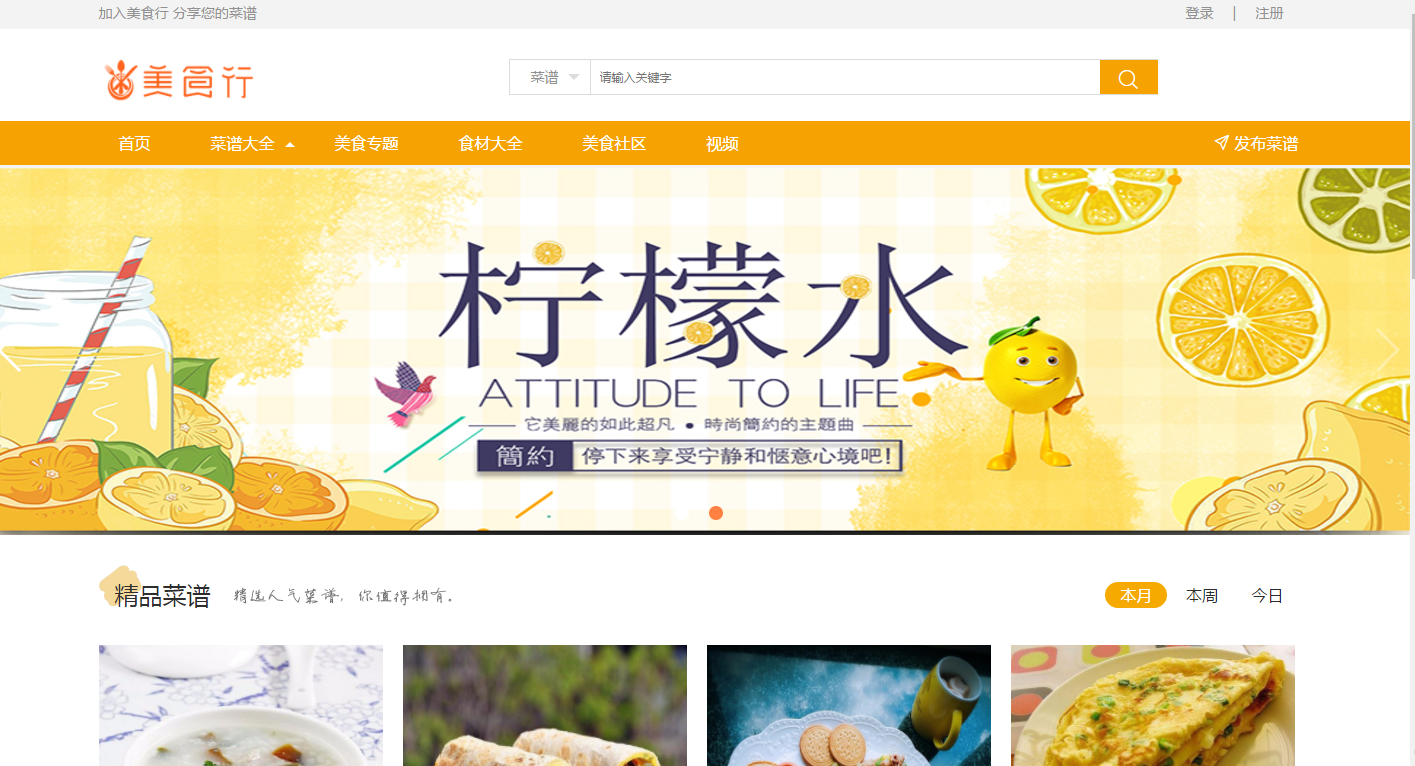 加入美食行 分享您的菜谱
登录 | 注册
美食行
菜谱 请输入关键字
首页 菜谱大全 美食专题 食材大全 美食社区 视频 发布菜谱
柠檬水
ATTITUDE TO LIFE
它美麗的如此超凡 • 時尚簡約的主題曲
簡約 停下来享受宁静和惬意心境吧!
精品菜谱 精选人气菜谱，你值得拥有。 本月 本周 今日